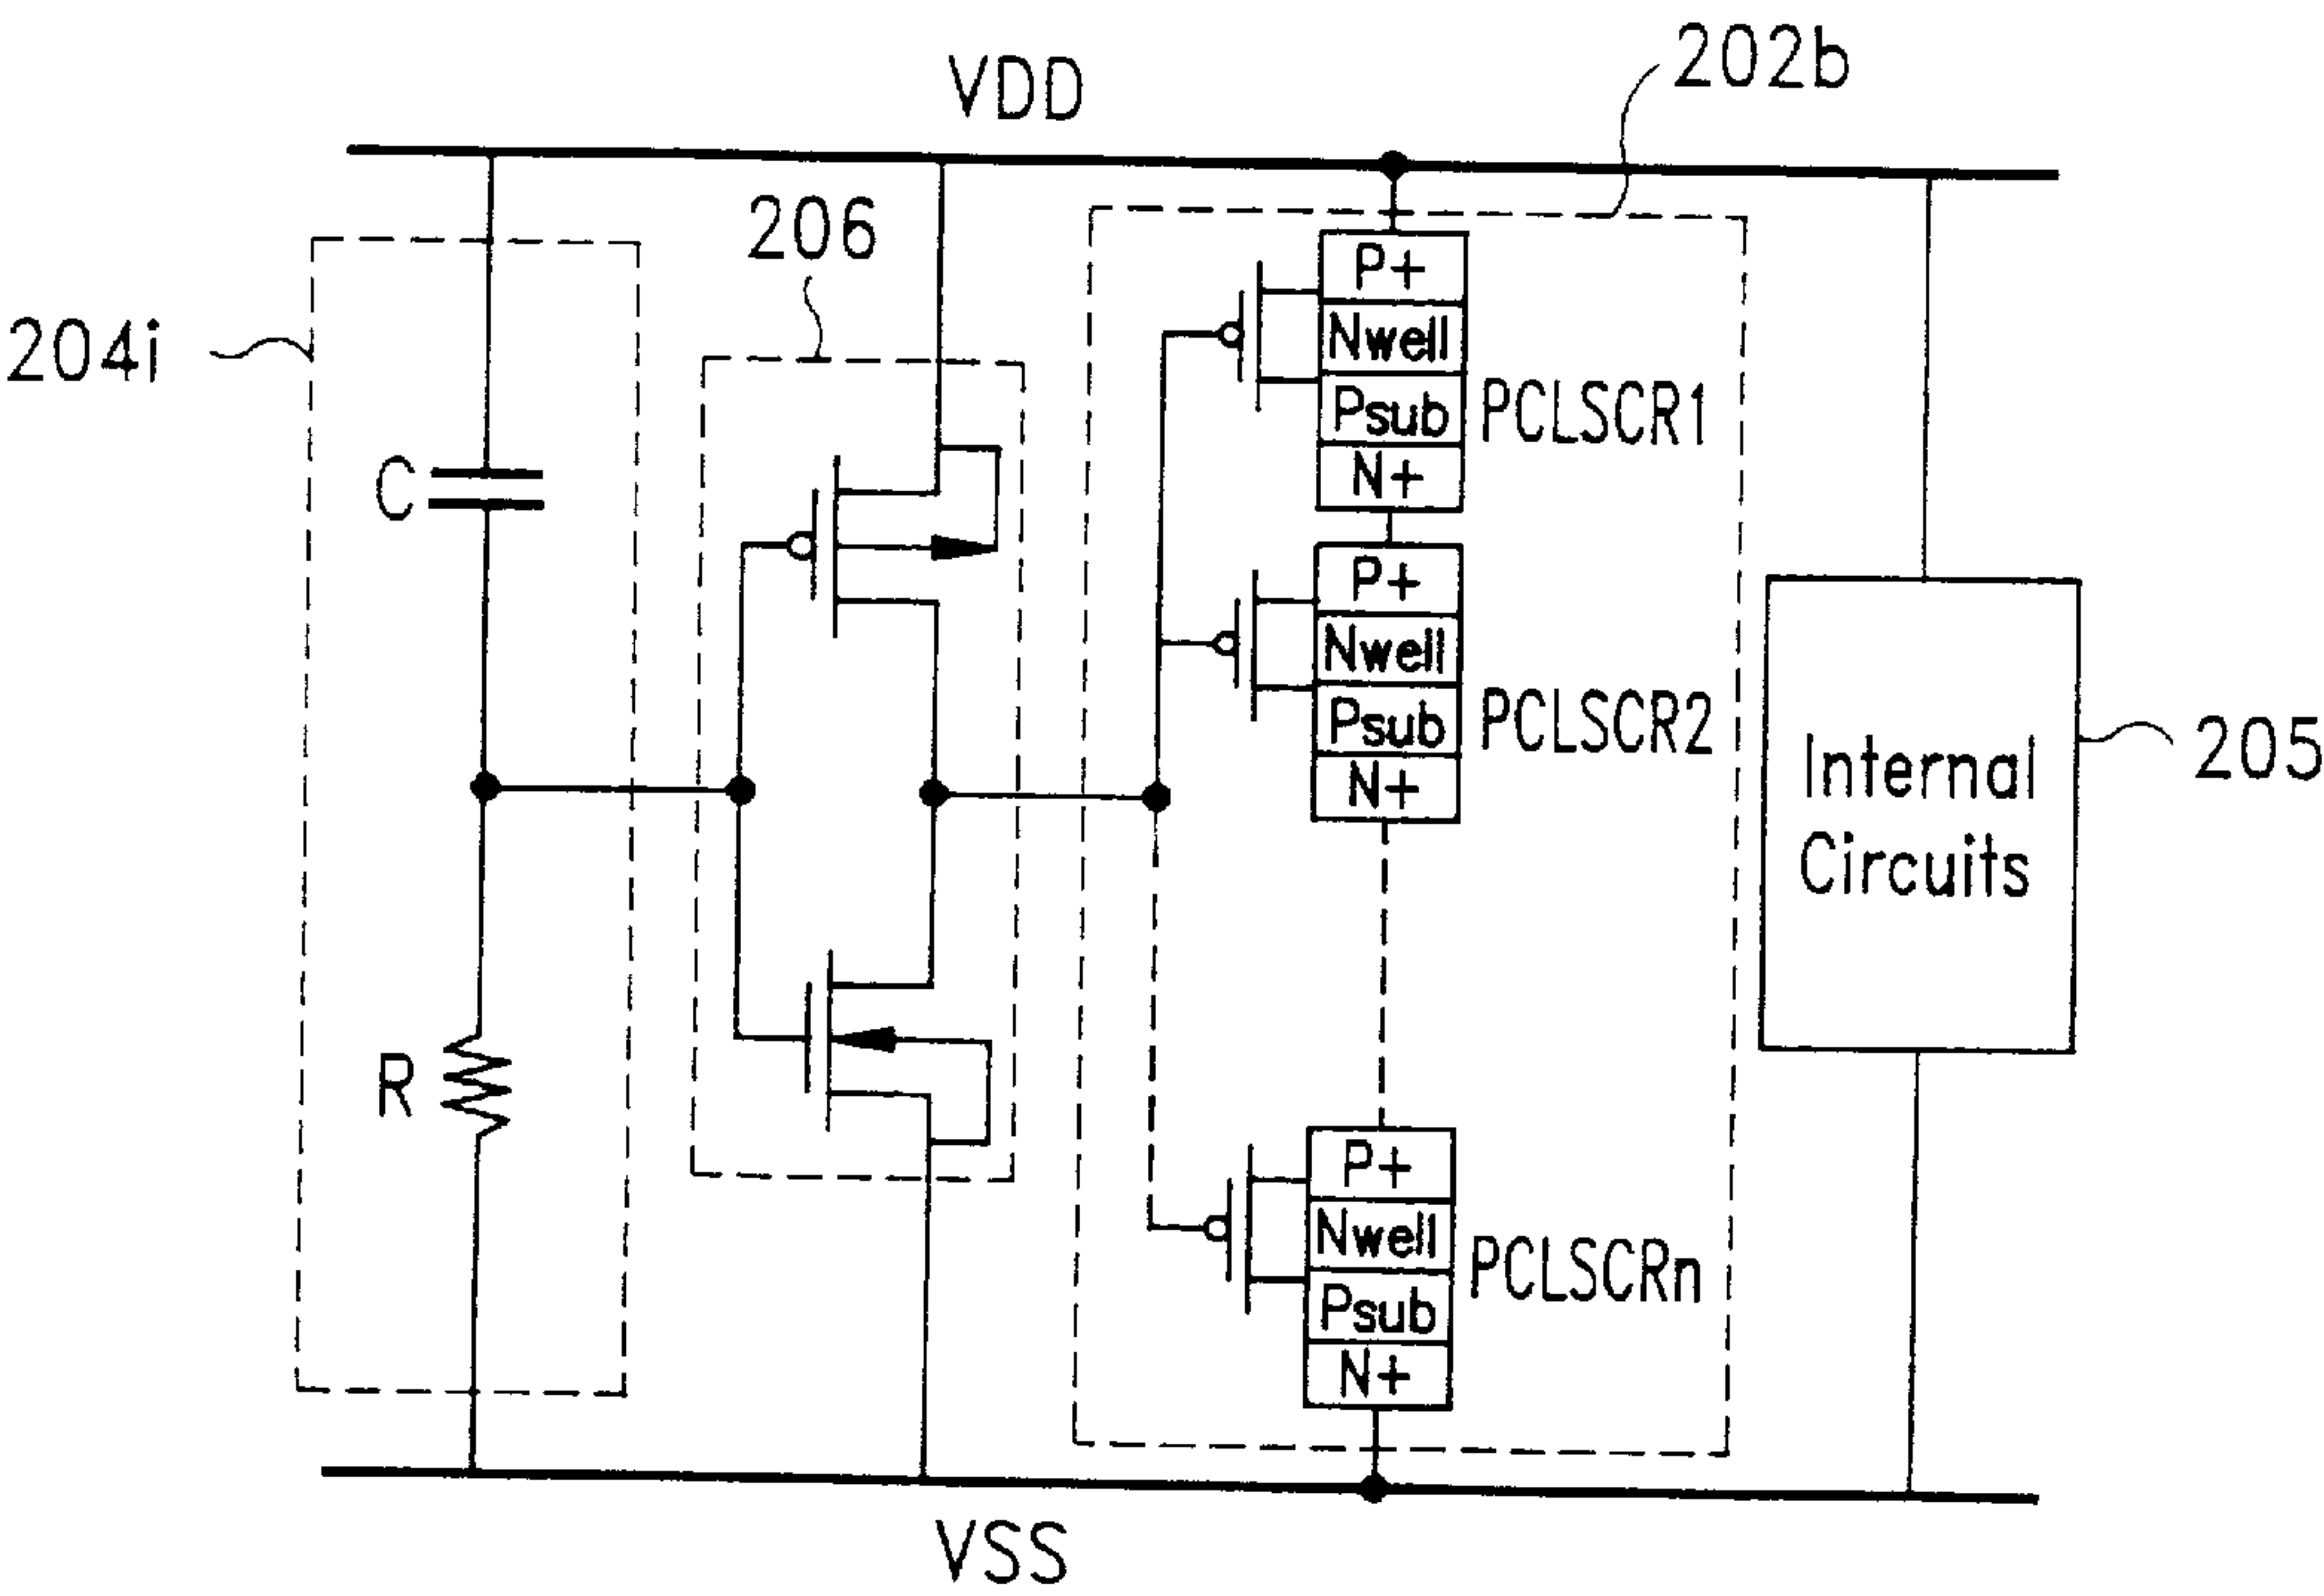 202b
VDD
206
204i
P+
Nwell
Psub
N+
PCLSCR1
C
P+
Nwell
Psub
N+
PCLSCR2
205
Internal
Circuits
R
P+
Nwell
Psub
N+
PCLSCRn
VSS